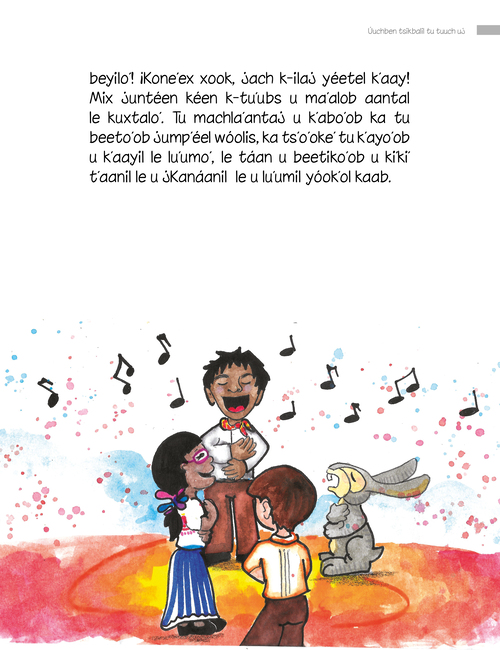 Úuchben tsikbalil tu tuuch uj
beyilo'! ¡Kone'ex xook, jach k-ilaj yéetel k'aay!
Mix juntéen kéen k-tu'ubs u ma'alob aantal
le kuxtalo'. Tu machla'antaj u k'abo'ob ka tu
beeto'ob jump'éel wóolis, ka ts'o'oke' tu k'ayo'ob
u k'aayil le lu'umo', le táan u beetiko'ob u ki'ki'
t'aanil le u jKanáanil le u lu'umil yóok'ol kaab.